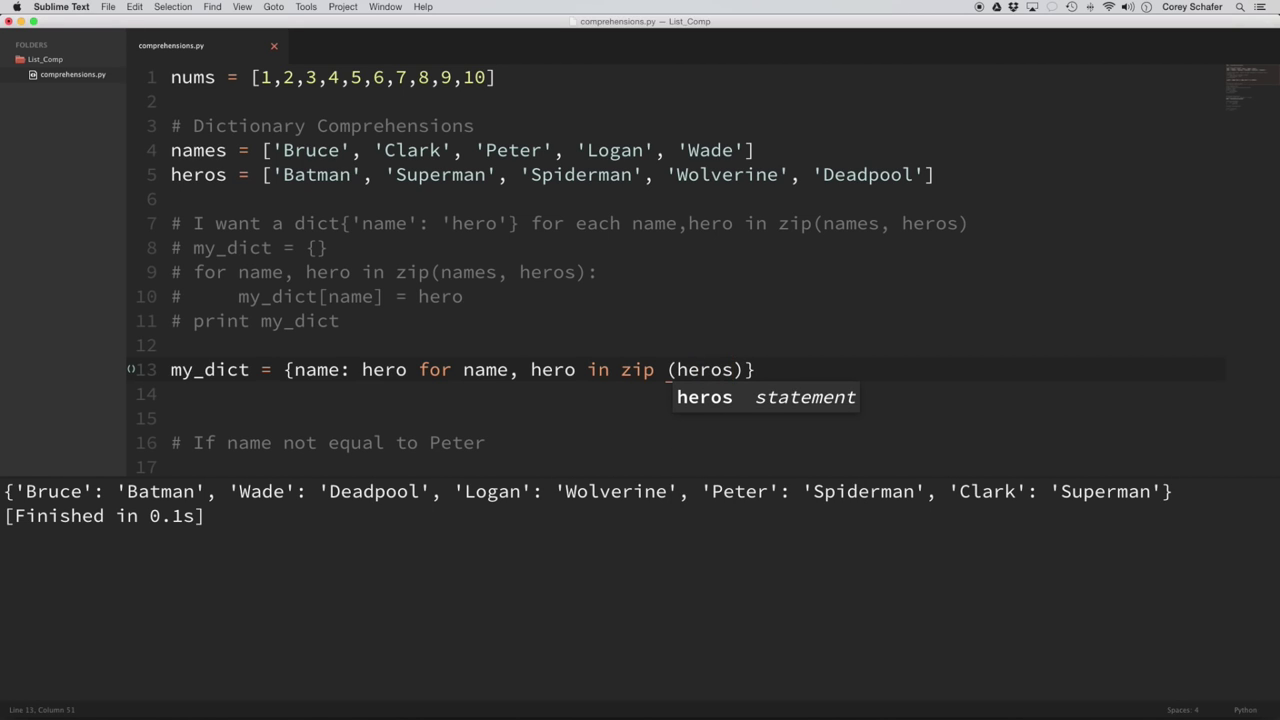 Sublime Text File Edit Selection Find View Goto Tools Project Window Help Corey Schafer
comprehensions.py — List_Comp
FOLDERS
List_Comp
comprehensions.py
comprehensions.py
1 nums = [1,2,3,4,5,6,7,8,9,10]
2
3 # Dictionary Comprehensions
4 names = ['Bruce', 'Clark', 'Peter', 'Logan', 'Wade']
5 heros = ['Batman', 'Superman', 'Spiderman', 'Wolverine', 'Deadpool']
6
7 # I want a dict{'name': 'hero'} for each name,hero in zip(names, heros)
8 # my_dict = {}
9 # for name, hero in zip(names, heros):
10 #     my_dict[name] = hero
11 # print my_dict
12
13 my_dict = {name: hero for name, hero in zip (heros)}
heros statement
14
15
16 # If name not equal to Peter
17
{'Bruce': 'Batman', 'Wade': 'Deadpool', 'Logan': 'Wolverine', 'Peter': 'Spiderman', 'Clark': 'Superman'}
[Finished in 0.1s]
Line 13, Column 51 Spaces: 4 Python